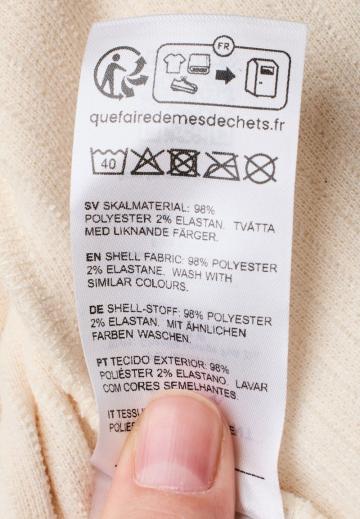 FR
quefairedemesdechets.fr
40
SV SKALMATERIAL: 98%
POLYESTER 2% ELASTAN. TVÄTTA
MED LIKNANDE FÄRGER.
EN SHELL FABRIC: 98% POLYESTER
2% ELASTANE. WASH WITH
SIMILAR COLOURS.
DE SHELL-STOFF: 98% POLYESTER
2% ELASTAN. MIT ÄHNLICHEN
FARBEN WASCHEN.
PT TECIDO EXTERIOR: 98%
POLIÉSTER 2% ELASTANO. LAVAR
COM CORES SEMELHANTES.
IT